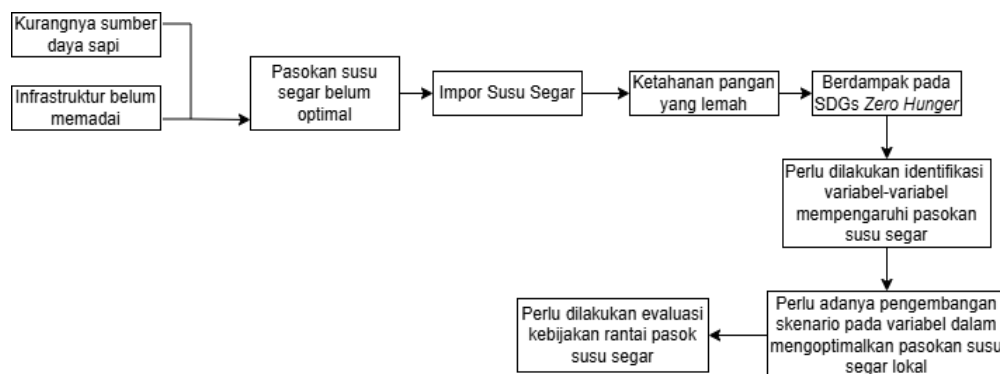 Kurangnya sumber
daya sapi
Infrastruktur belum
memadai
Pasokan susu
segar belum
optimal
Impor Susu Segar
Ketahanan pangan
yang lemah
Berdampak pada
SDGs Zero Hunger
Perlu dilakukan identifikasi
variabel-variabel
mempengaruhi pasokan
susu segar
Perlu adanya pengembangan
skenario pada variabel dalam
mengoptimalkan pasokan susu
segar lokal
Perlu dilakukan evaluasi
kebijakan rantai pasok
susu segar